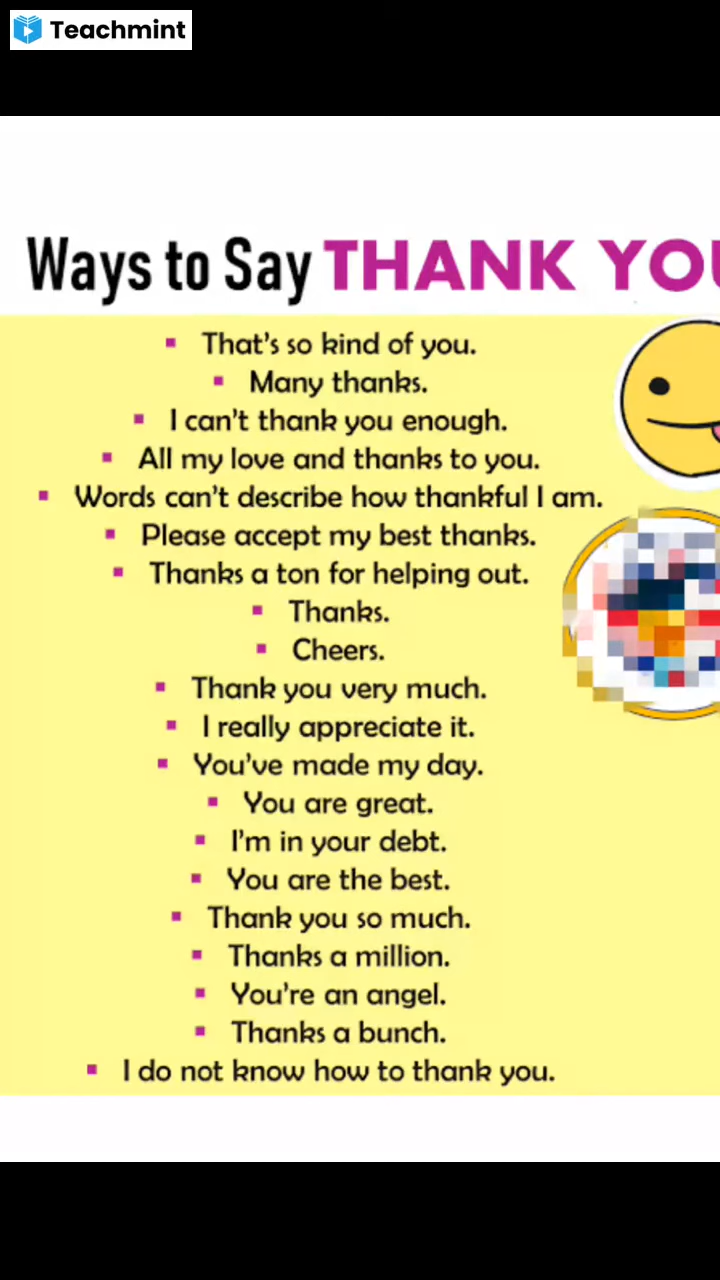 Teachmint
Ways to Say THANK YOU
▪ That's so kind of you.
▪ Many thanks.
▪ I can't thank you enough.
▪ All my love and thanks to you.
▪ Words can't describe how thankful I am.
▪ Please accept my best thanks.
▪ Thanks a ton for helping out.
▪ Thanks.
▪ Cheers.
▪ Thank you very much.
▪ I really appreciate it.
▪ You've made my day.
▪ You are great.
▪ I'm in your debt.
▪ You are the best.
▪ Thank you so much.
▪ Thanks a million.
▪ You're an angel.
▪ Thanks a bunch.
▪ I do not know how to thank you.